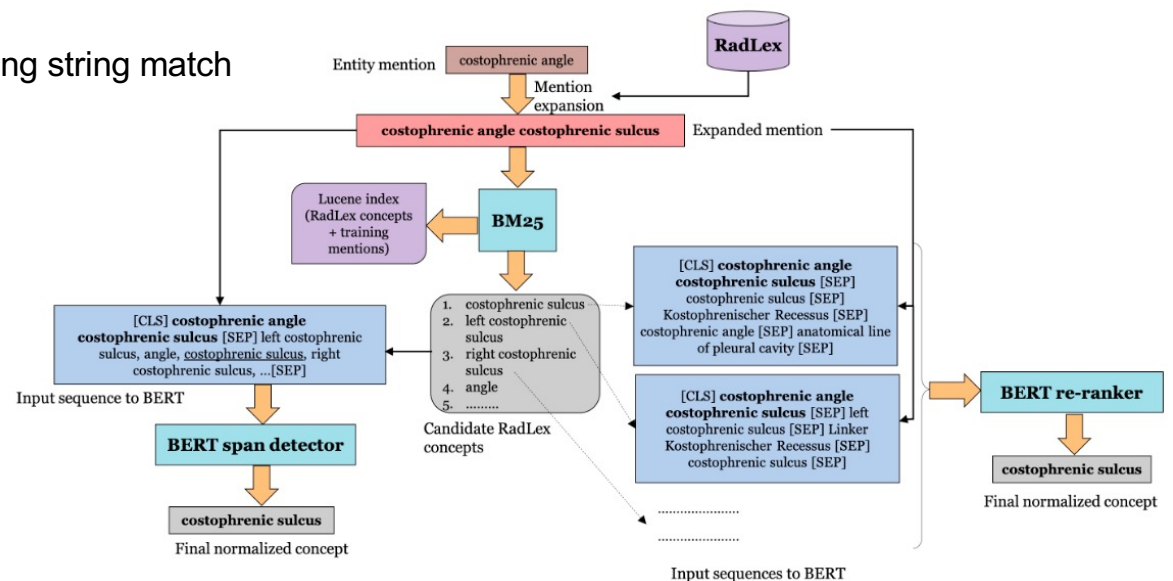 ng string match
RadLex
Entity mention
costophrenic angle
Mention
expansion
costophrenic angle costophrenic sulcus
Expanded mention
Lucene index
(RadLex concepts
+ training
mentions)
BM25
[CLS] costophrenic angle
costophrenic sulcus [SEP]
costophrenic sulcus [SEP]
Kostophrenischer Recessus [SEP]
costophrenic angle [SEP] anatomical line
of pleural cavity [SEP]
1. costophrenic sulcus
2. left costophrenic
sulcus
3. right costophrenic
sulcus
4. angle
5. .........
Candidate RadLex
concepts
[CLS] costophrenic angle
costophrenic sulcus [SEP] left costophrenic
sulcus, angle, costophrenic sulcus, right
costophrenic sulcus, ...[SEP]
Input sequence to BERT
BERT span detector
costophrenic sulcus
Final normalized concept
[CLS] costophrenic angle
costophrenic sulcus [SEP] left
costophrenic sulcus [SEP] Linker
Kostophrenischer Recessus [SEP]
costophrenic sulcus [SEP]
BERT re-ranker
costophrenic sulcus
Final normalized concept
.....................
.....................
Input sequences to BERT